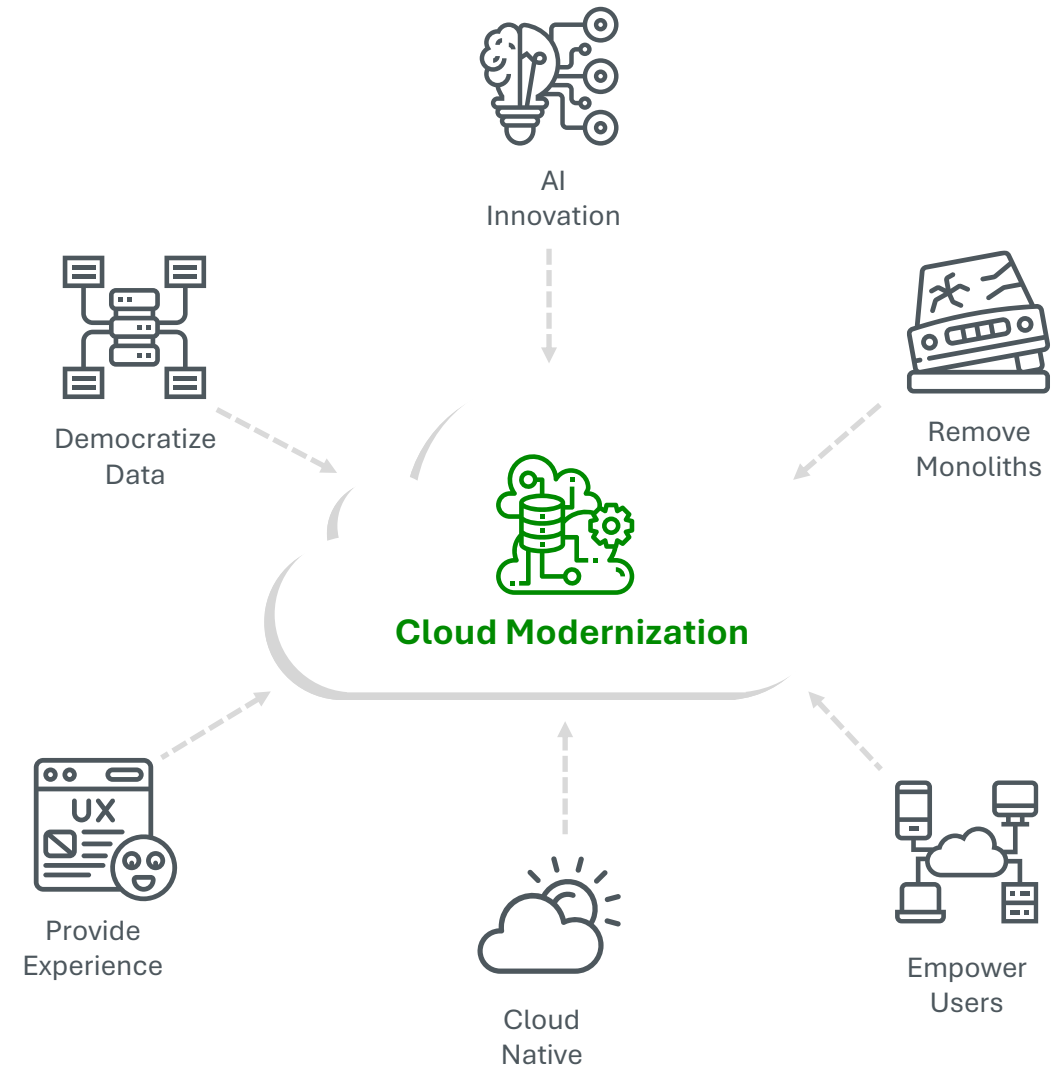 AI
Innovation
Democratize
Data
Remove
Monoliths
Cloud Modernization
UX
Provide
Experience
Cloud
Native
Empower
Users